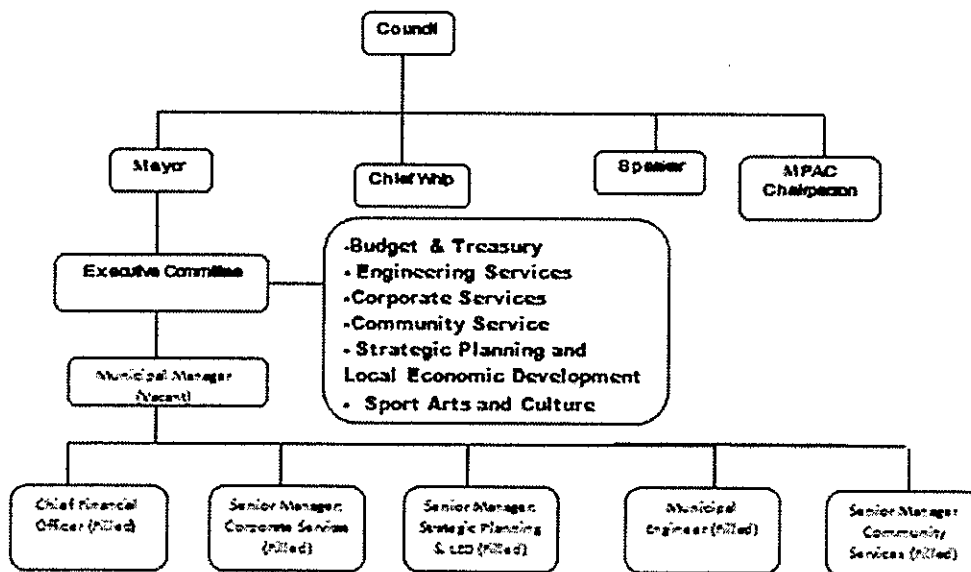 Council
Mayor
Chief Whip
Speaker
MPAC
Chairperson
Executive Committee
-Budget & Treasury
- Engineering Services
-Corporate Services
-Community Service
- Strategic Planning and
Local Economic Development
- Sport Arts and Culture
Municipal Manager
(Vacant)
Chief Financial
Officer (Filled)
Senior Manager:
Corporate Services
(Filled)
Senior Manager:
Strategic Planning
& LED (Filled)
Municipal
Engineer (Filled)
Senior Manager
Community
Services (Filled)